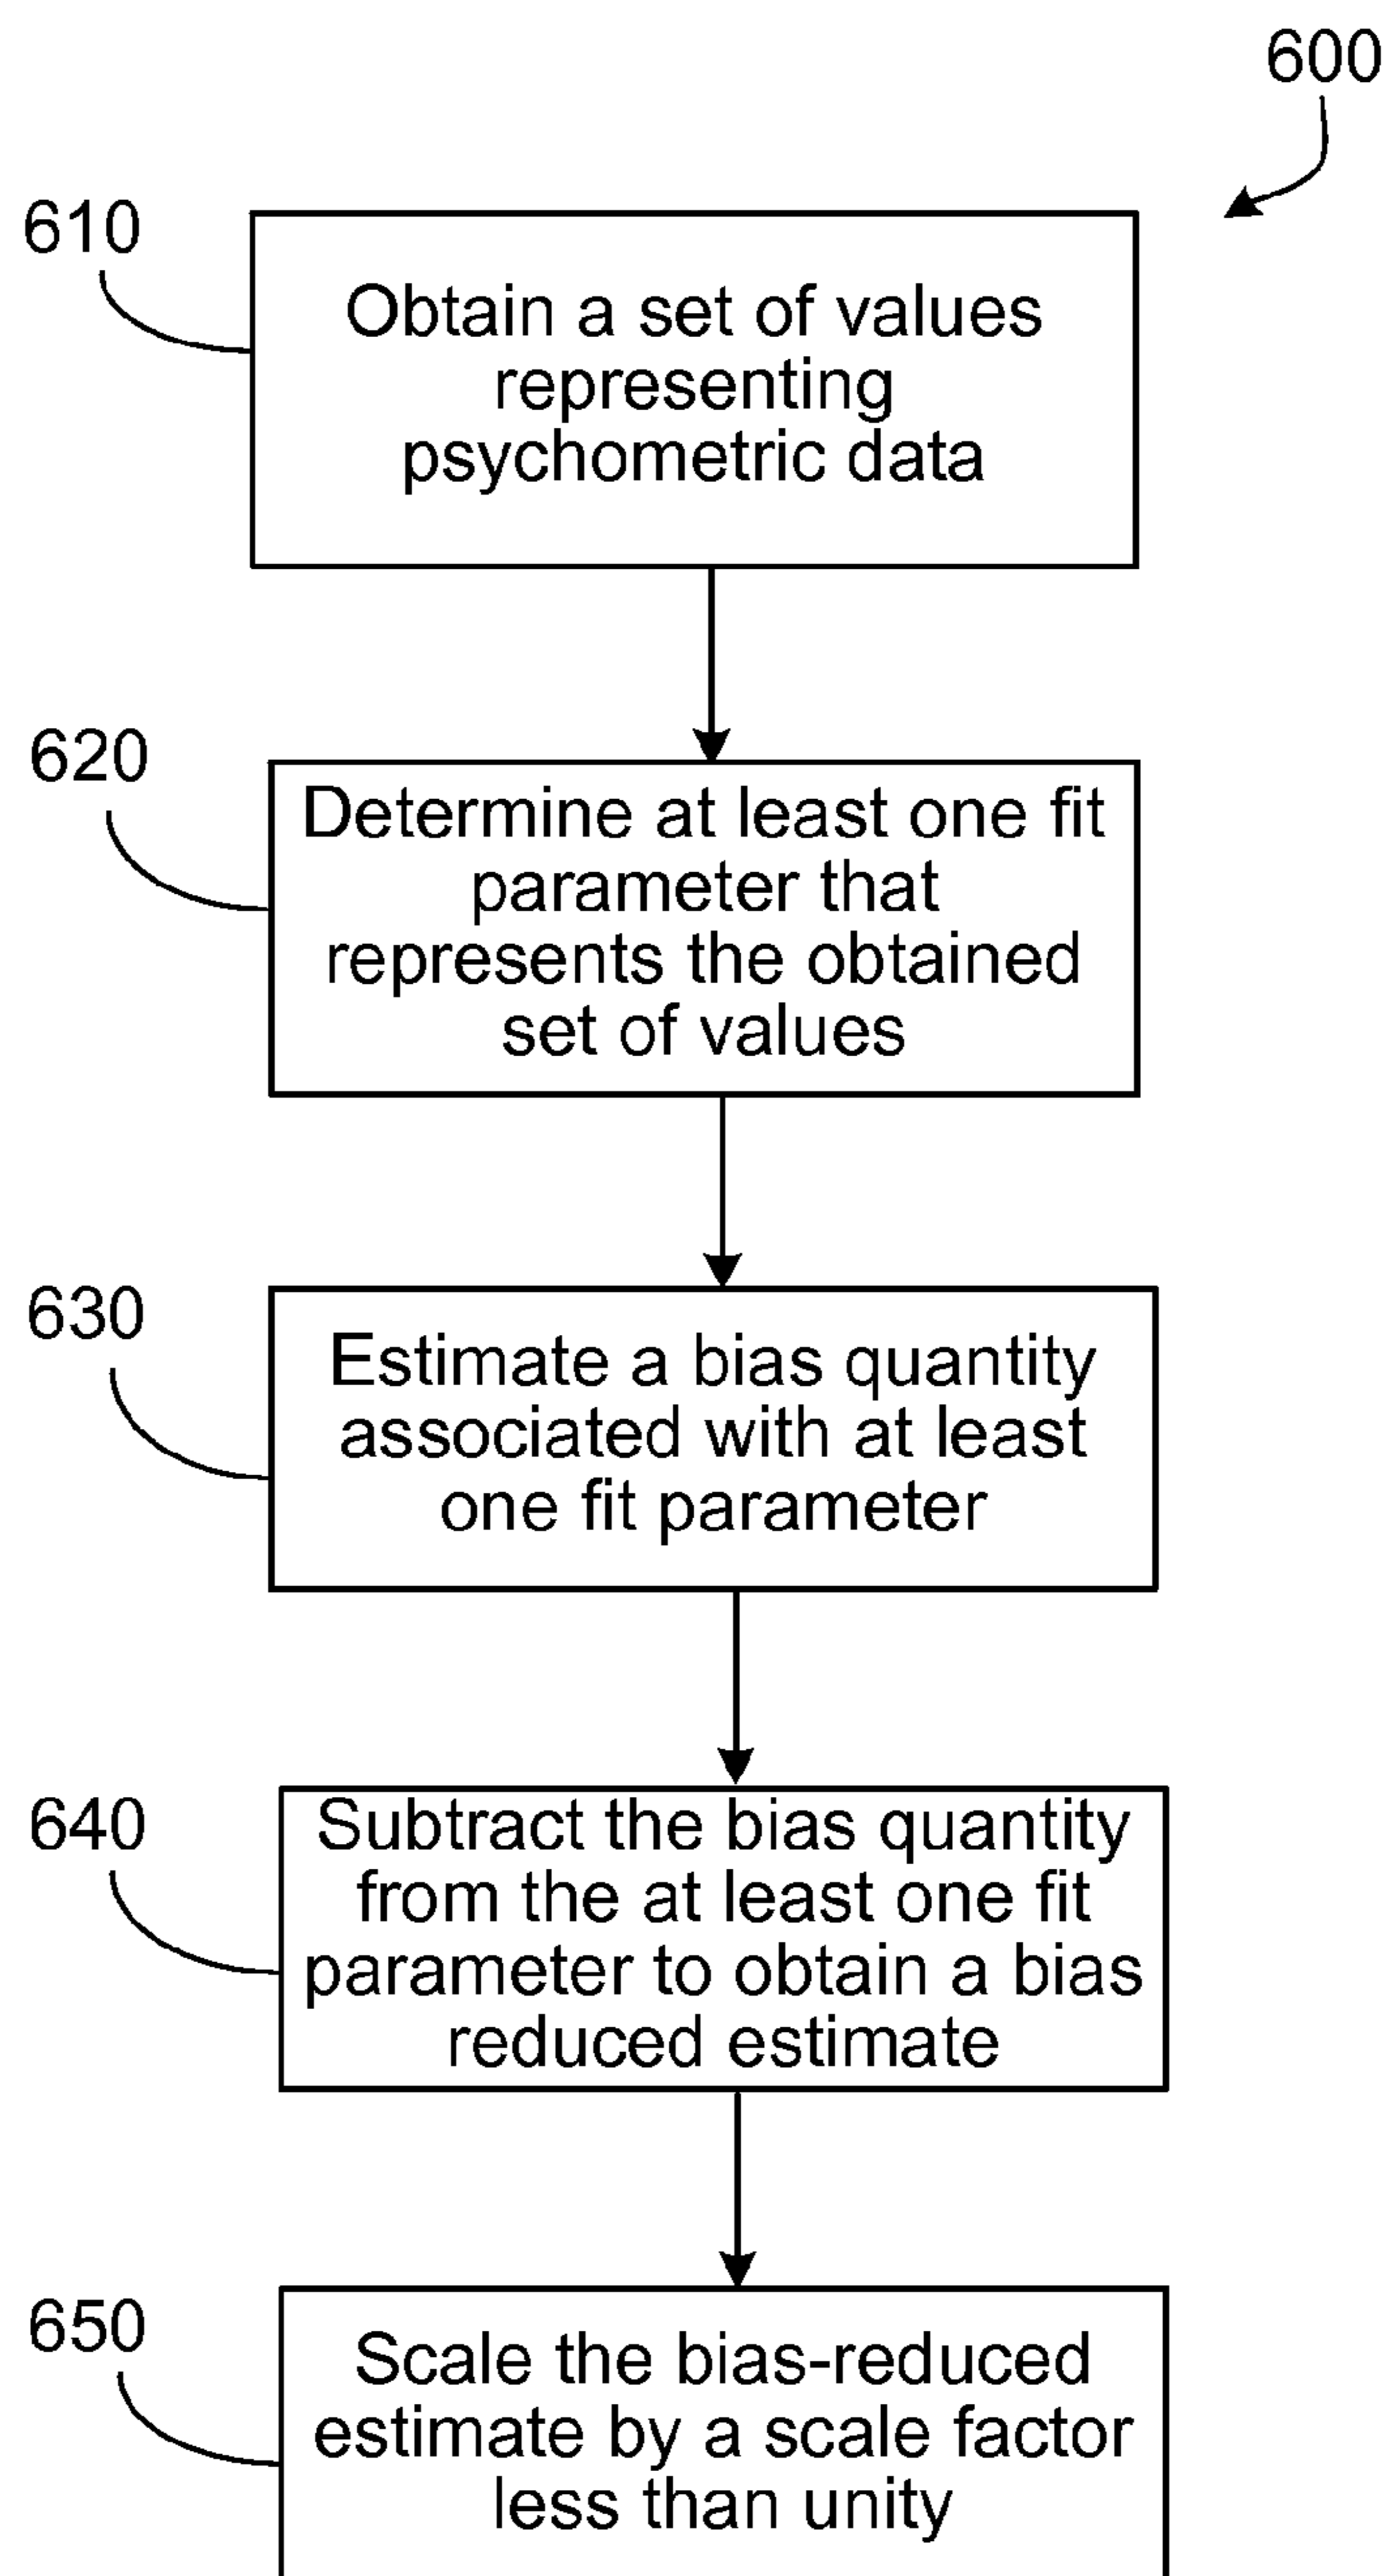 600
610
Obtain a set of values
representing
psychometric data
620
Determine at least one fit
parameter that
represents the obtained
set of values
630
Estimate a bias quantity
associated with at least
one fit parameter
640
Subtract the bias quantity
from the at least one fit
parameter to obtain a bias
reduced estimate
650
Scale the bias-reduced
estimate by a scale factor
less than unity